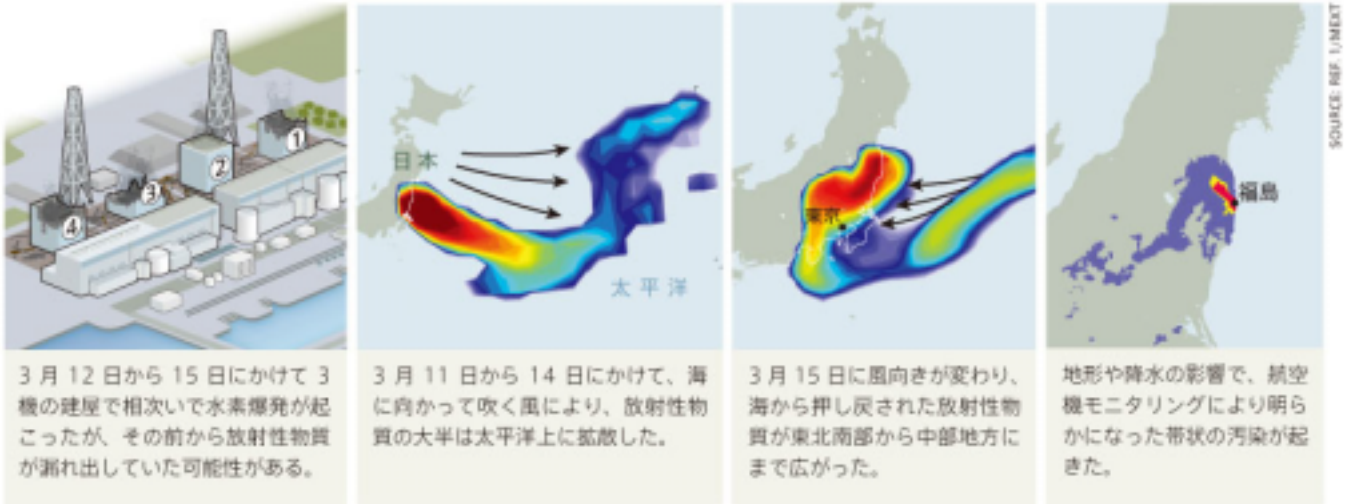 ①
②
③
④
3 月 12 日から 15 日にかけて 3
機の建屋で相次いで水素爆発が起
こったが、その前から放射性物質
が漏れ出していた可能性がある。
日本
太平洋
3 月 11 日から 14 日にかけて、海
に向かって吹く風により、放射性物
質の大半は太平洋上に拡散した。
東京
3 月 15 日に風向きが変わり、
海から押し戻された放射性物
質が東北南部から中部地方に
まで広がった。
福島
地形や降水の影響で、航空
機モニタリングにより明ら
かになった帯状の汚染が起
きた。
SOURCE: REF. 1/MEXT